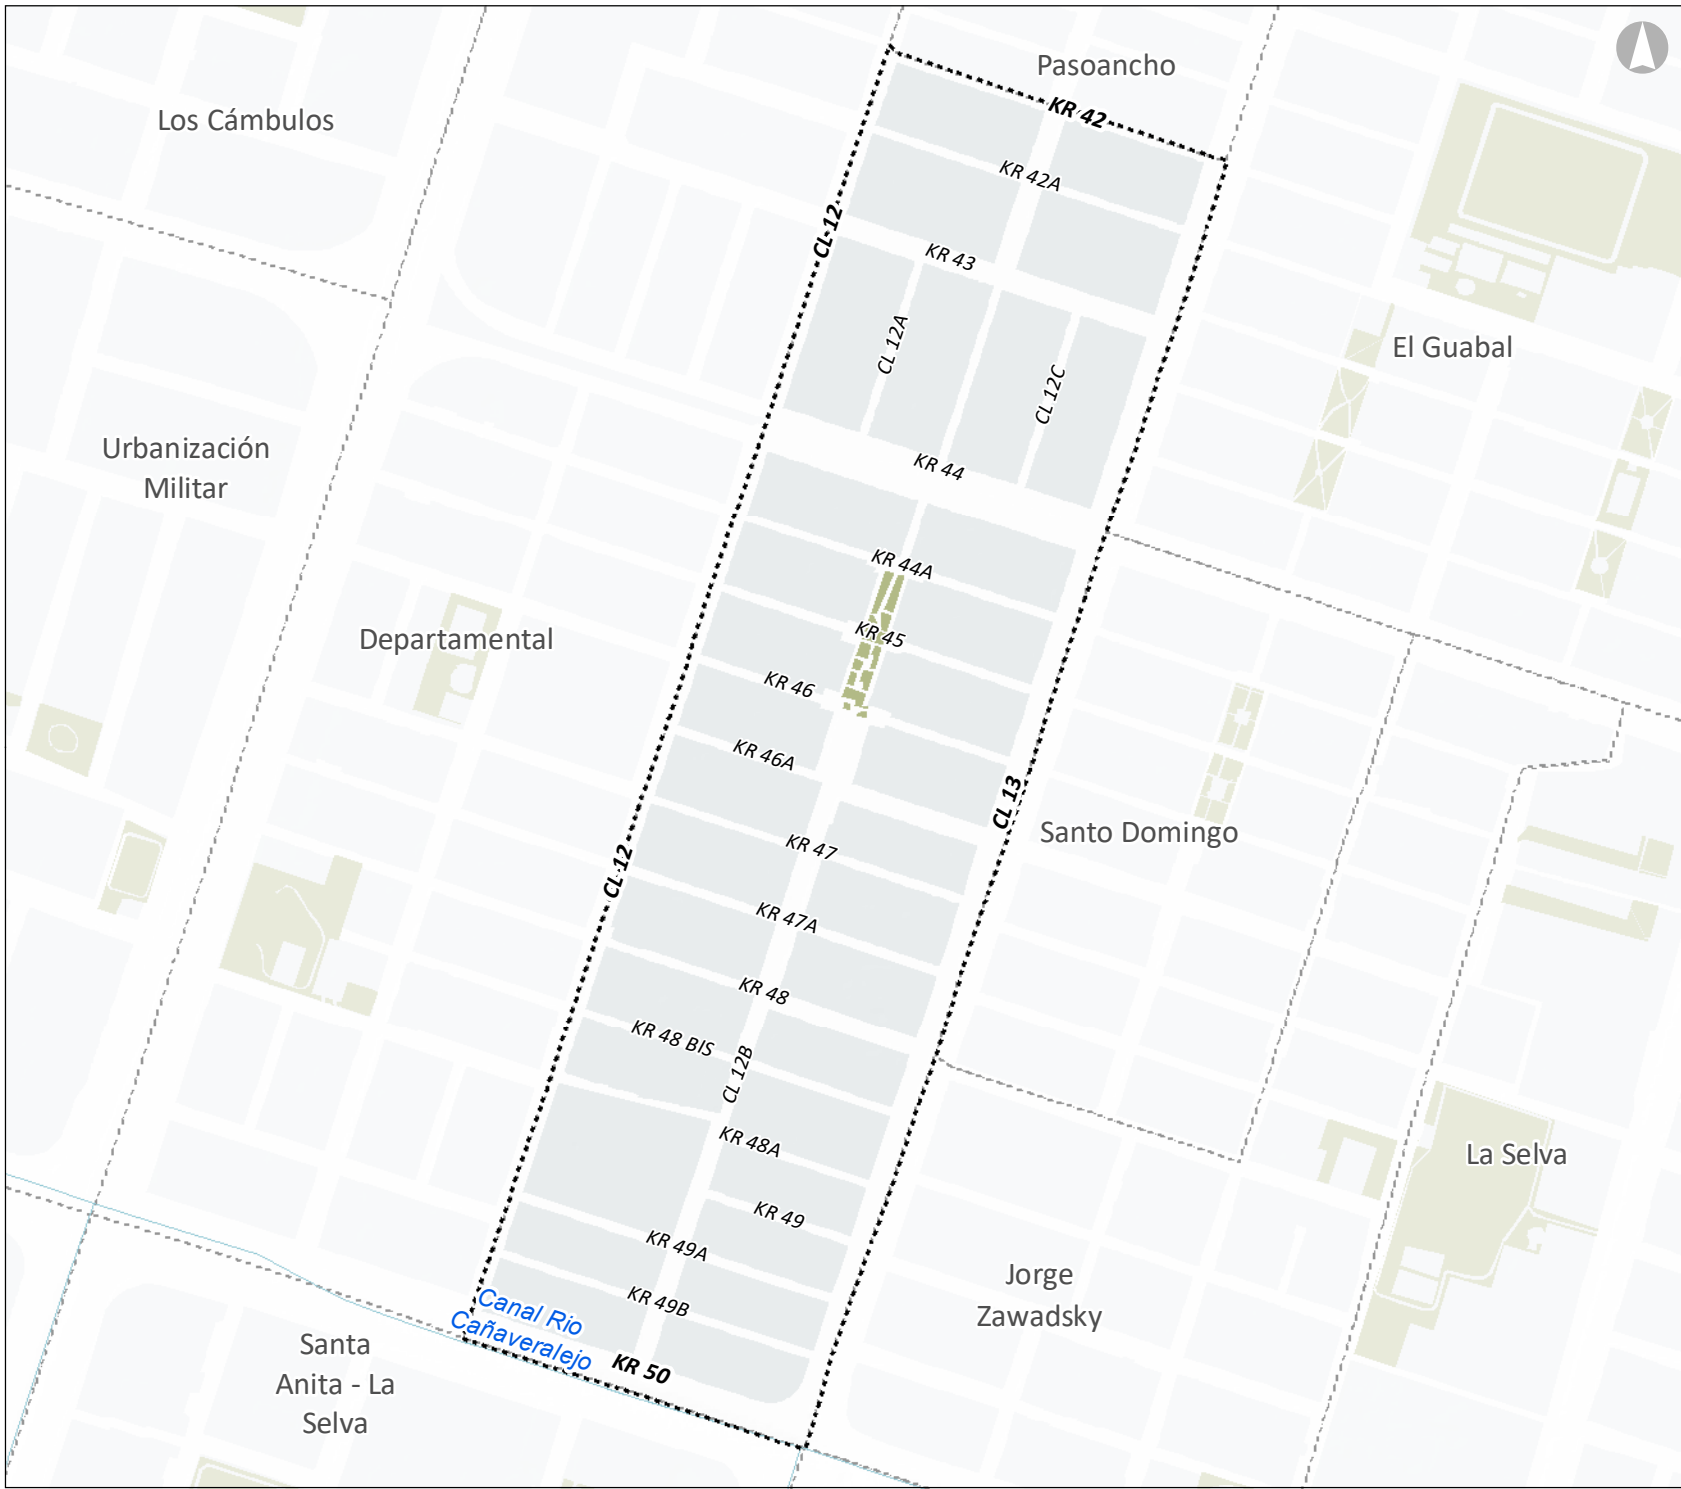 Pasoancho
Los Cámbulos
KR 42
KR 42A
CL 12
KR 43
El Guabal
CL 12A
CL 12C
Urbanización
Militar
KR 44
KR 44A
Departamental
KR 45
KR 46
KR 46A
CL 13
Santo Domingo
KR 47
CL 12
KR 47A
KR 48
KR 48 BIS
CL 12B
KR 48A
La Selva
KR 49
KR 49A
Jorge
Zawadsky
KR 49B
Canal Rio
Cañaveralejo
KR 50
Santa
Anita - La
Selva